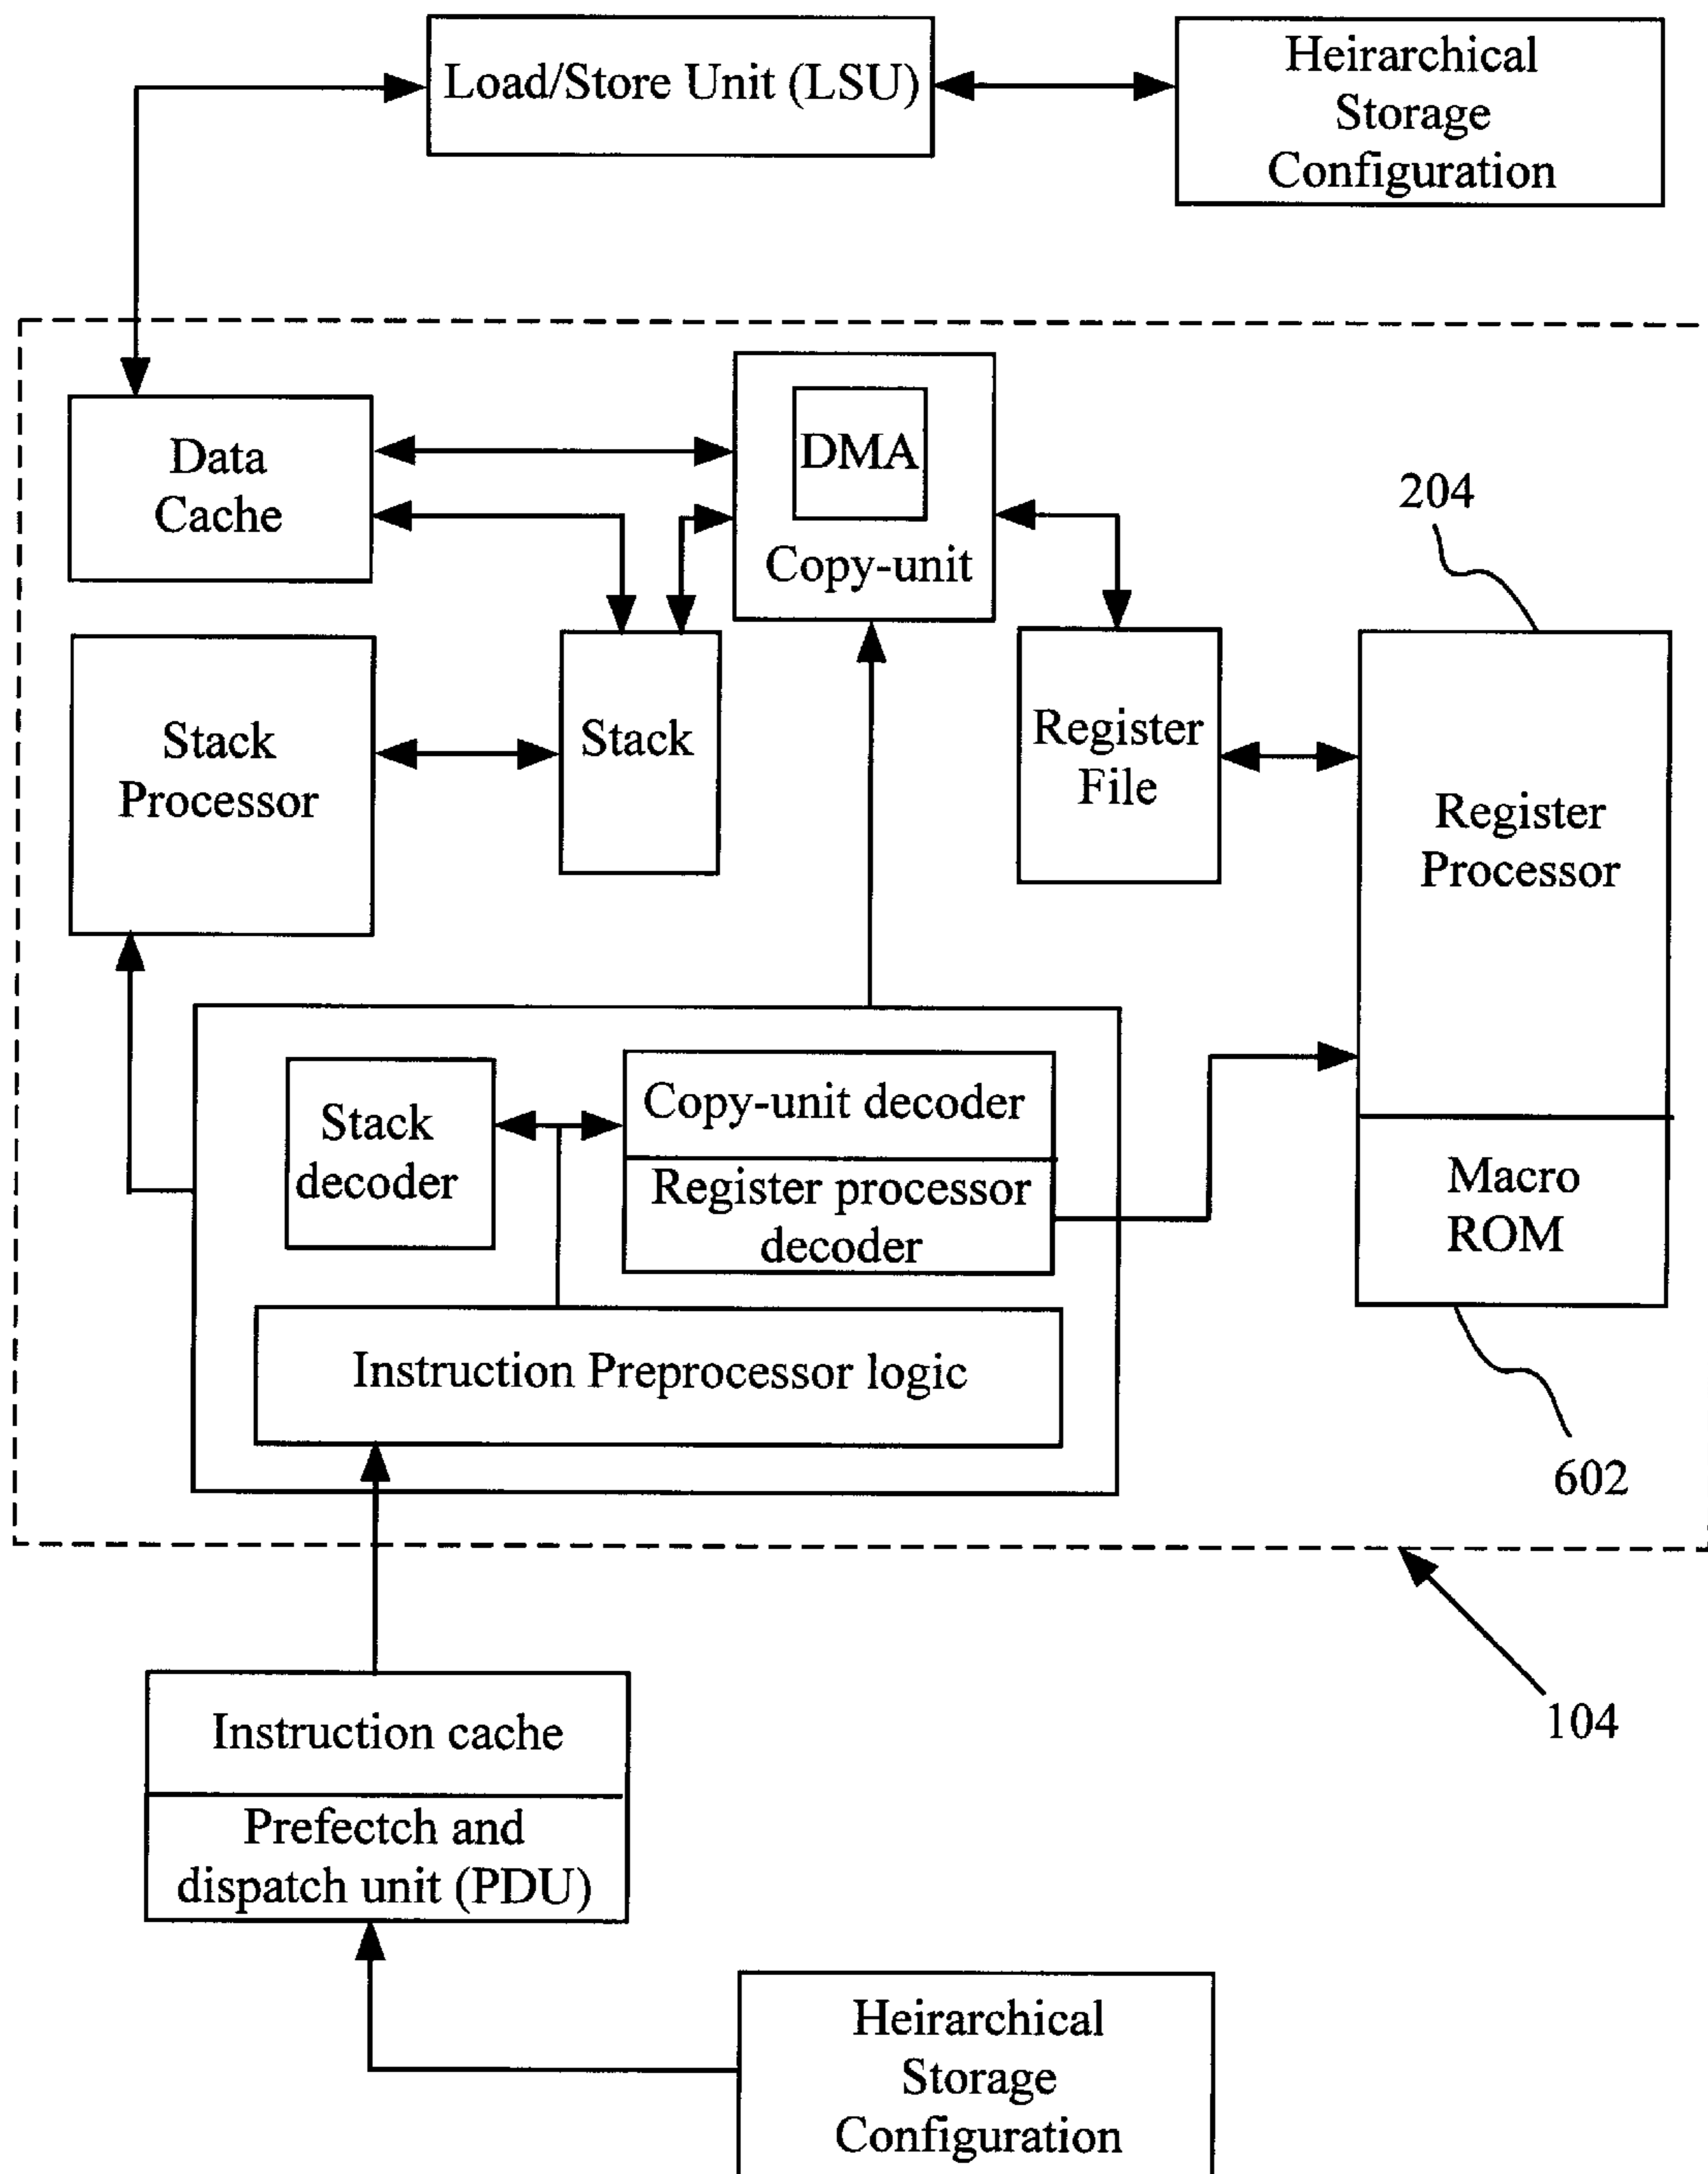 Load/Store Unit (LSU)
Heirarchical
Storage
Configuration
Data
Cache
DMA
Copy-unit
204
Stack
Processor
Stack
Register
File
Register
Processor
Stack
decoder
Copy-unit decoder
Register processor
decoder
Macro
ROM
Instruction Preprocessor logic
602
104
Instruction cache
Prefectch and
dispatch unit (PDU)
Heirarchical
Storage
Configuration